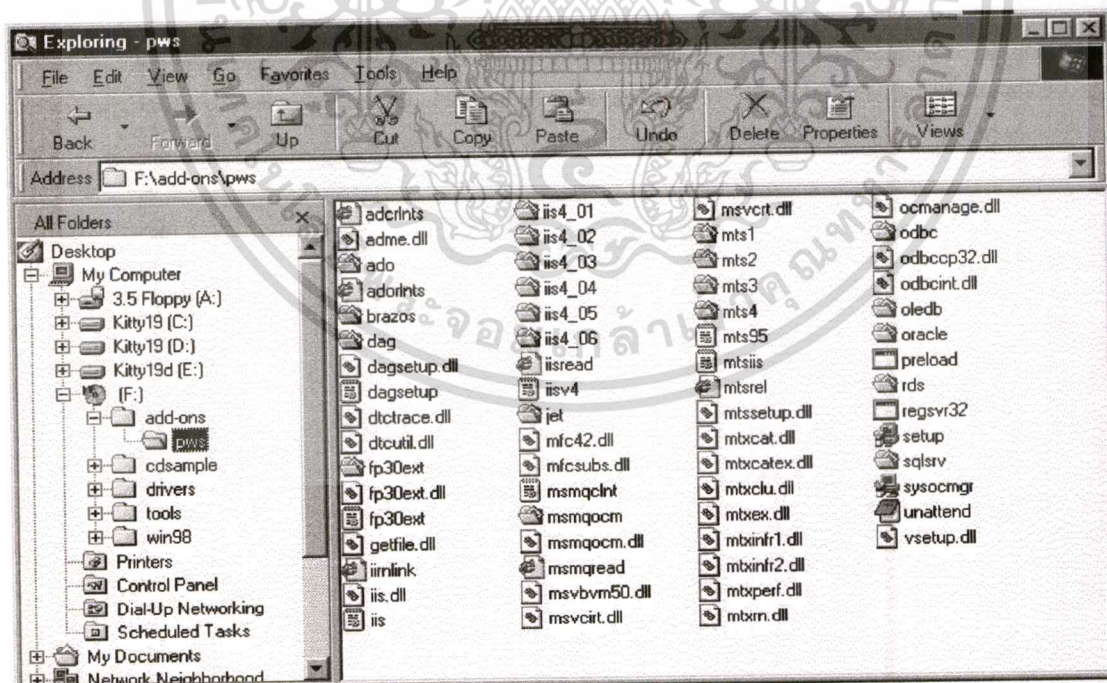 Exploring - pws
File Edit View Go Favorites Tools Help
Back Forward Up Cut Copy Paste Undo Delete Properties Views
Address F:\add-ons\pws
All Folders
Desktop
My Computer
3.5 Floppy (A:)
Kitty19 (C:)
Kitty19 (D:)
Kitty19d (E:)
(F:)
add-ons
pws
cdsample
drivers
tools
win98
Printers
Control Panel
Dial-Up Networking
Scheduled Tasks
My Documents
Network Neighborhood
adcrlnts
adme.dll
ado
adorlnts
brazos
dag
dagsetup.dll
dagsetup
dtctrace.dll
dtcutil.dll
fp30ext
fp30ext.dll
fp30ext
getfile.dll
iirnlink
iis.dll
iis
iis4_01
iis4_02
iis4_03
iis4_04
iis4_05
iis4_06
iisread
iisv4
jet
mfc42.dll
mfcsubs.dll
msmqclnt
msmqocm
msmqocm.dll
msmqread
msvbvm50.dll
msvcirt.dll
msvcrt.dll
mts1
mts2
mts3
mts4
mts95
mtsiis
mtsrel
mtssetup.dll
mtxcat.dll
mtxcatex.dll
mtxclu.dll
mtxex.dll
mtxinfr1.dll
mtxinfr2.dll
mtxperf.dll
mtxrn.dll
ocmanage.dll
odbc
odbccp32.dll
odbcint.dll
oledb
oracle
preload
rds
regsvr32
setup
sqlsrv
sysocmgr
unattend
vsetup.dll